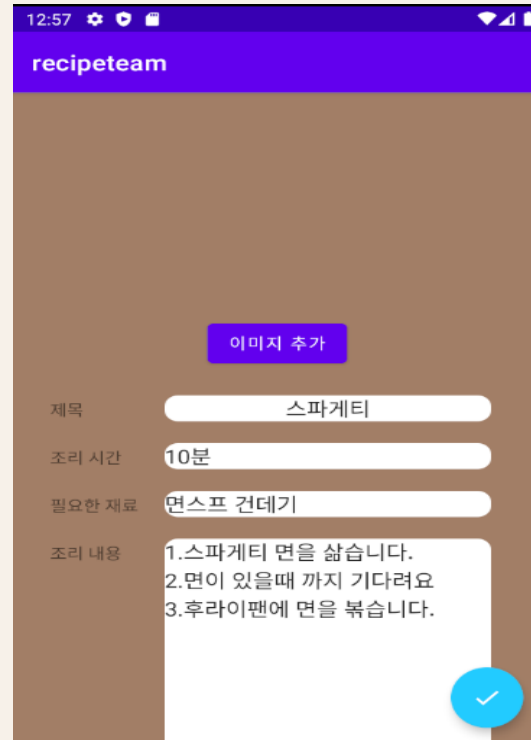 12:57
recipeteam
이미지 추가
제목
스파게티
조리 시간
10분
필요한 재료
면스프 건데기
조리 내용
1.스파게티 면을 삶습니다.
2.면이 있을때 까지 기다려요
3.후라이팬에 면을 볶습니다.